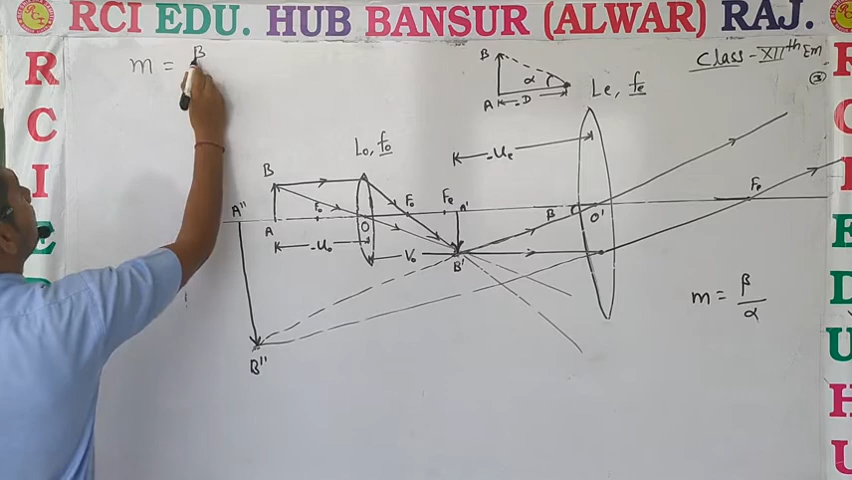 RCI EDU. HUB BANSUR (ALWAR) RAJ.
R
C
I
E
m = β
B
α
A
-D
Le, fe
Class - XIIth Em
③
Lo, fo
-ue
B
A"
Fo
Fo
Fe
A'
Fe
A
O
β
O'
-uo
Vo
B'
B"
m = β/α
E
D
U
H
U